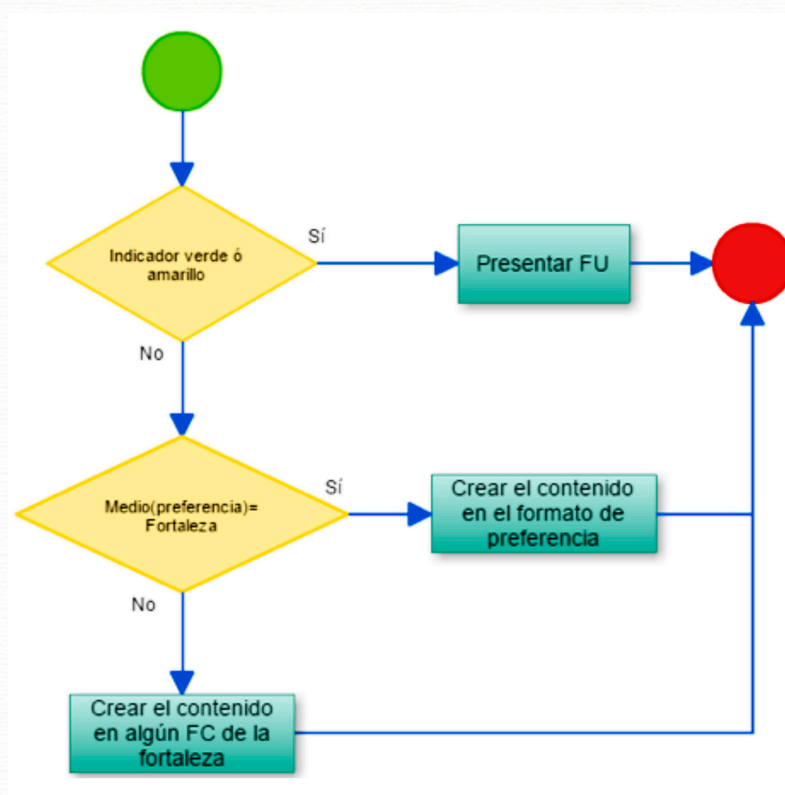 Indicador verde ó
amarillo
Sí
Presentar FU
No
Medio(preferencia)=
Fortaleza
Sí
Crear el contenido
en el formato de
preferencia
No
Crear el contenido
en algún FC de la
fortaleza